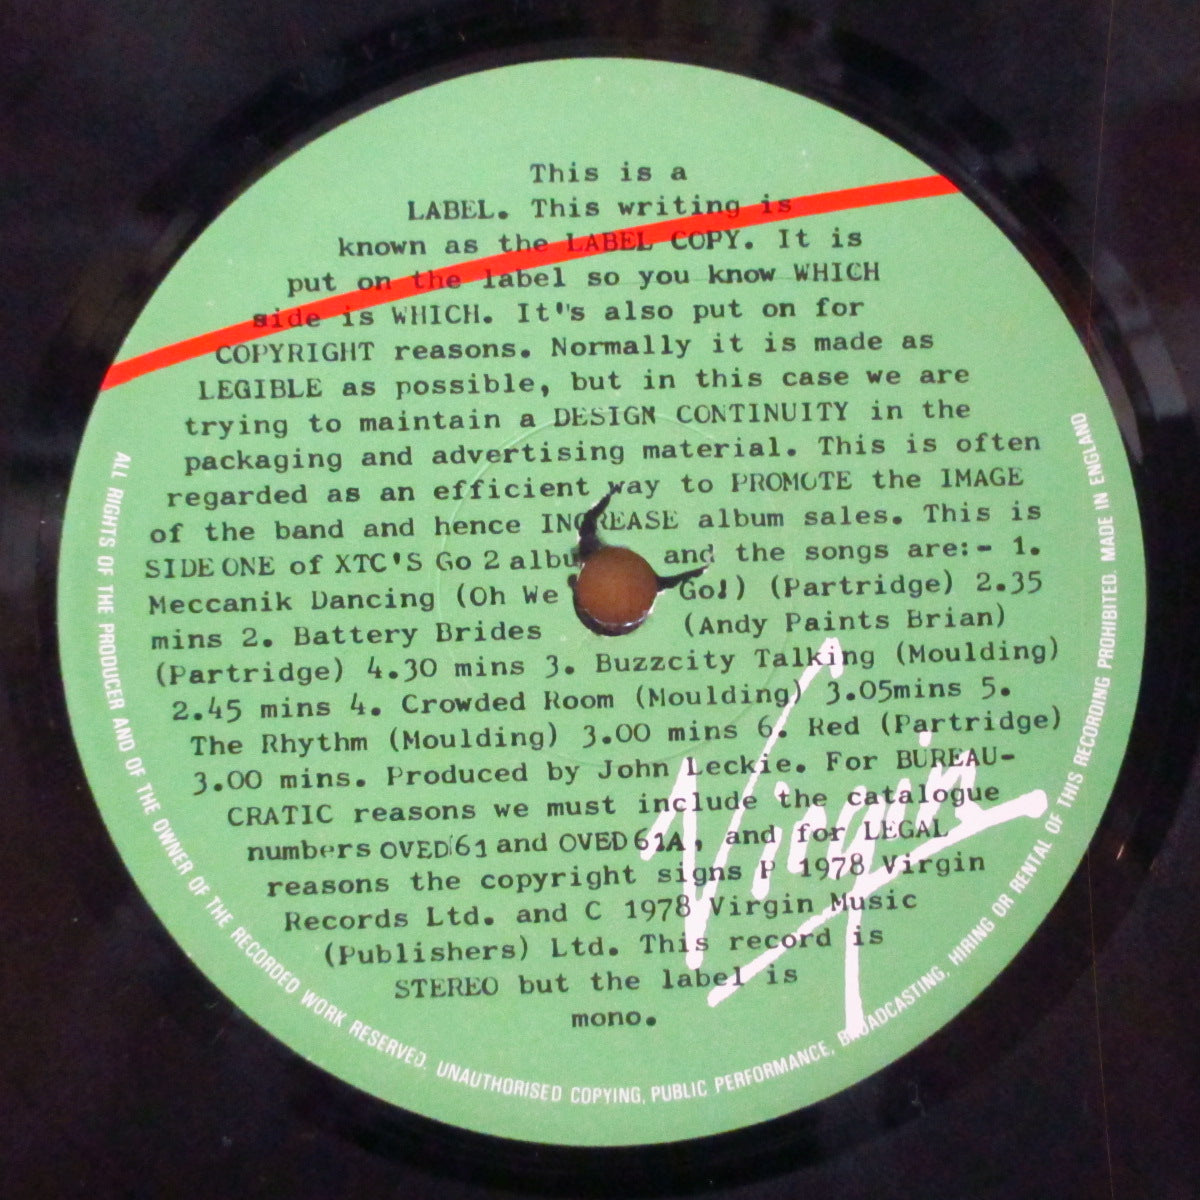 This is a
LABEL. This writing is
known as the LABEL COPY. It is
put on the label so you know WHICH
side is WHICH. It's also put on for
COPYRIGHT reasons. Normally it is made as
LEGIBLE as possible, but in this case we are
trying to maintain a DESIGN CONTINUITY in the
packaging and advertising material. This is often
regarded as an efficient way to PROMOTE the IMAGE
of the band and hence INCREASE album sales. This is
SIDE ONE of XTC'S Go 2 album and the songs are:- 1.
Meccanik Dancing (Oh We Go!) (Partridge) 2.35
mins 2. Battery Brides (Andy Paints Brian)
(Partridge) 4.30 mins 3. Buzzcity Talking (Moulding)
2.45 mins 4. Crowded Room (Moulding) 3.05mins 5.
The Rhythm (Moulding) 3.00 mins 6. Red (Partridge)
3.00 mins. Produced by John Leckie. For BUREAU-
CRATIC reasons we must include the catalogue
numbers OVED 61 and OVED 61A, and for LEGAL
reasons the copyright signs P 1978 Virgin
Records Ltd. and C 1978 Virgin Music
(Publishers) Ltd. This record is
STEREO but the label is
mono.
Virgin
ALL RIGHTS OF THE PRODUCER AND OF THE OWNER OF THE RECORDED WORK RESERVED. UNAUTHORISED COPYING, PUBLIC PERFORMANCE, BROADCASTING, HIRING OR RENTAL OF THIS RECORDING PROHIBITED. MADE IN ENGLAND